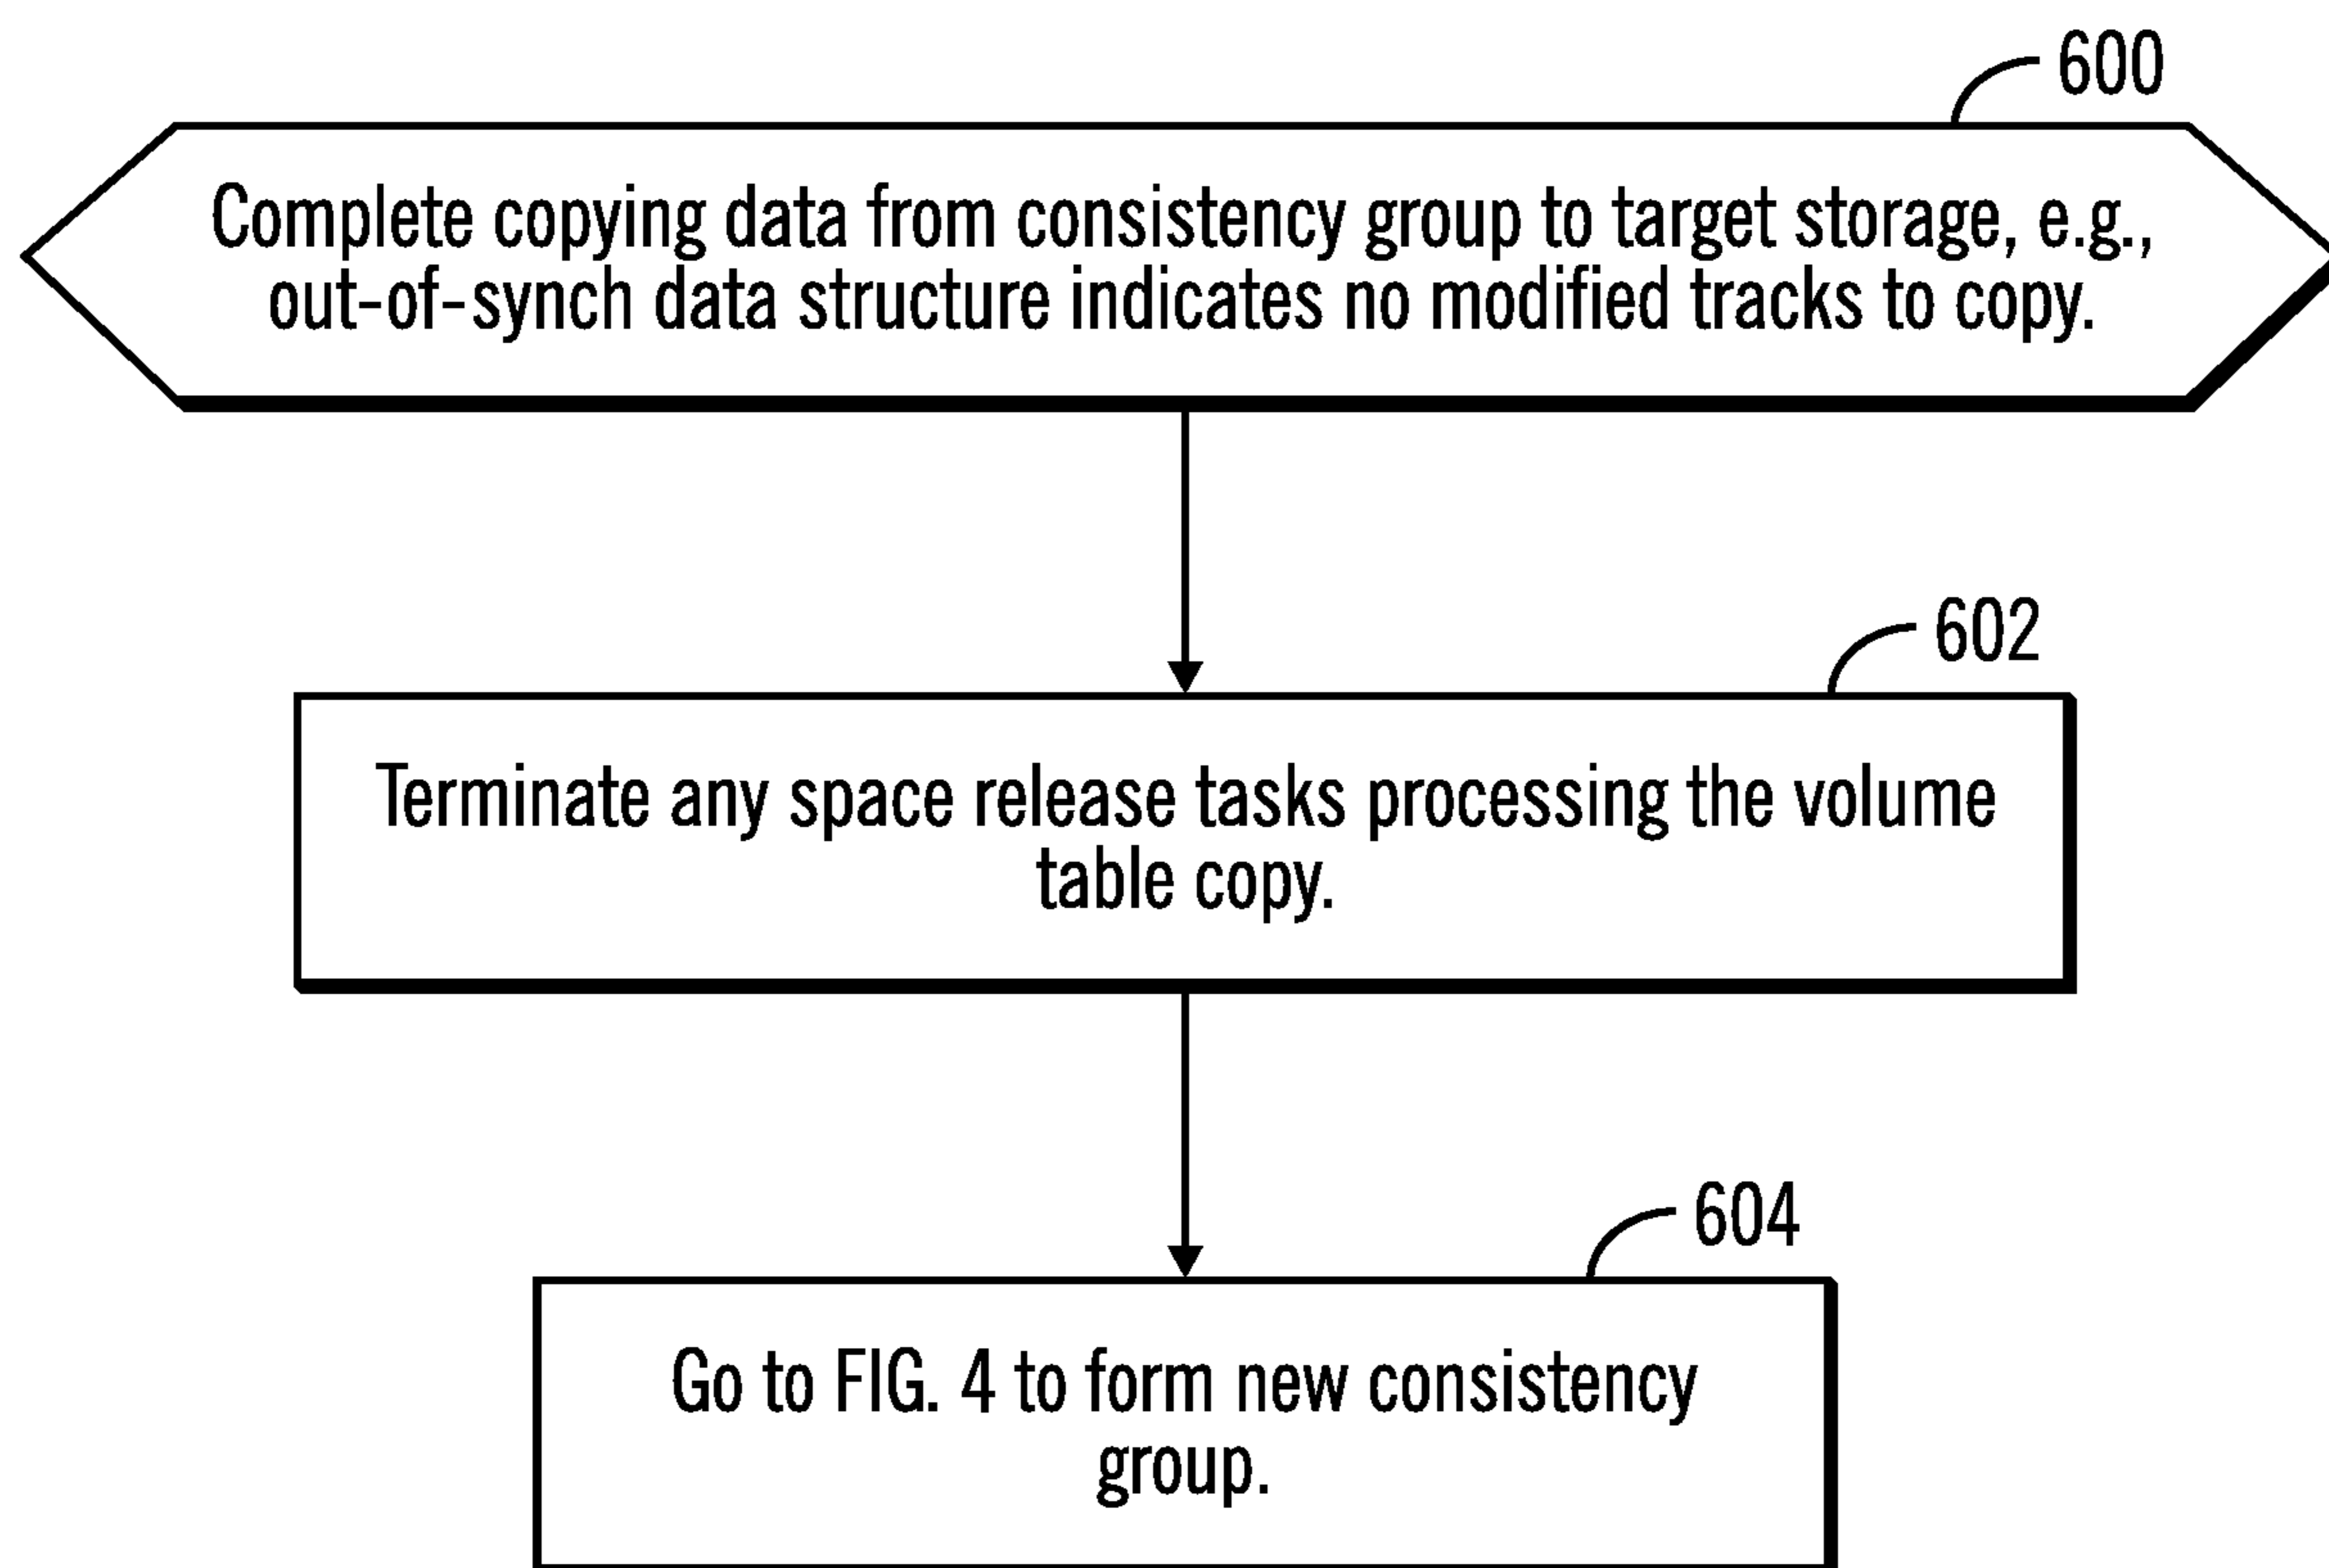 600
Complete copying data from consistency group to target storage, e.g.,
out-of-synch data structure indicates no modified tracks to copy.
602
Terminate any space release tasks processing the volume
table copy.
604
Go to FIG. 4 to form new consistency
group.